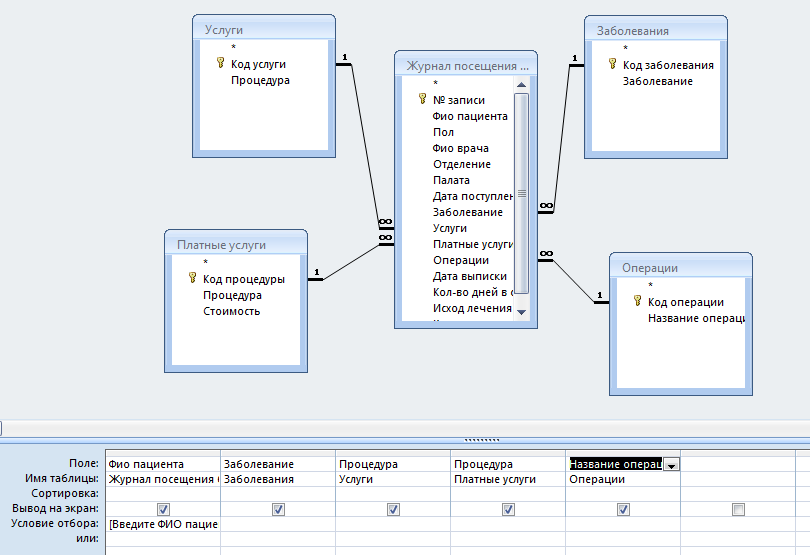 Услуги
*
Код услуги
Процедура
1
Журнал посещения ...
*
№ записи
Фио пациента
Пол
Фио врача
Отделение
Палата
Дата поступлен
Заболевание
Услуги
Платные услуги
Операции
Дата выписки
Кол-во дней в с
Исход лечения
Заболевания
*
Код заболевания
Заболевание
1
∞
∞
∞
∞
Платные услуги
*
Код процедуры
Процедура
Стоимость
1
Операции
*
Код операции
Название операци
1
Поле: Фио пациента Заболевание Процедура Процедура Название операц
Имя таблицы: Журнал посещения Заболевания Услуги Платные услуги Операции
Сортировка:
Вывод на экран:
Условие отбора: [Введите ФИО пацие
или: